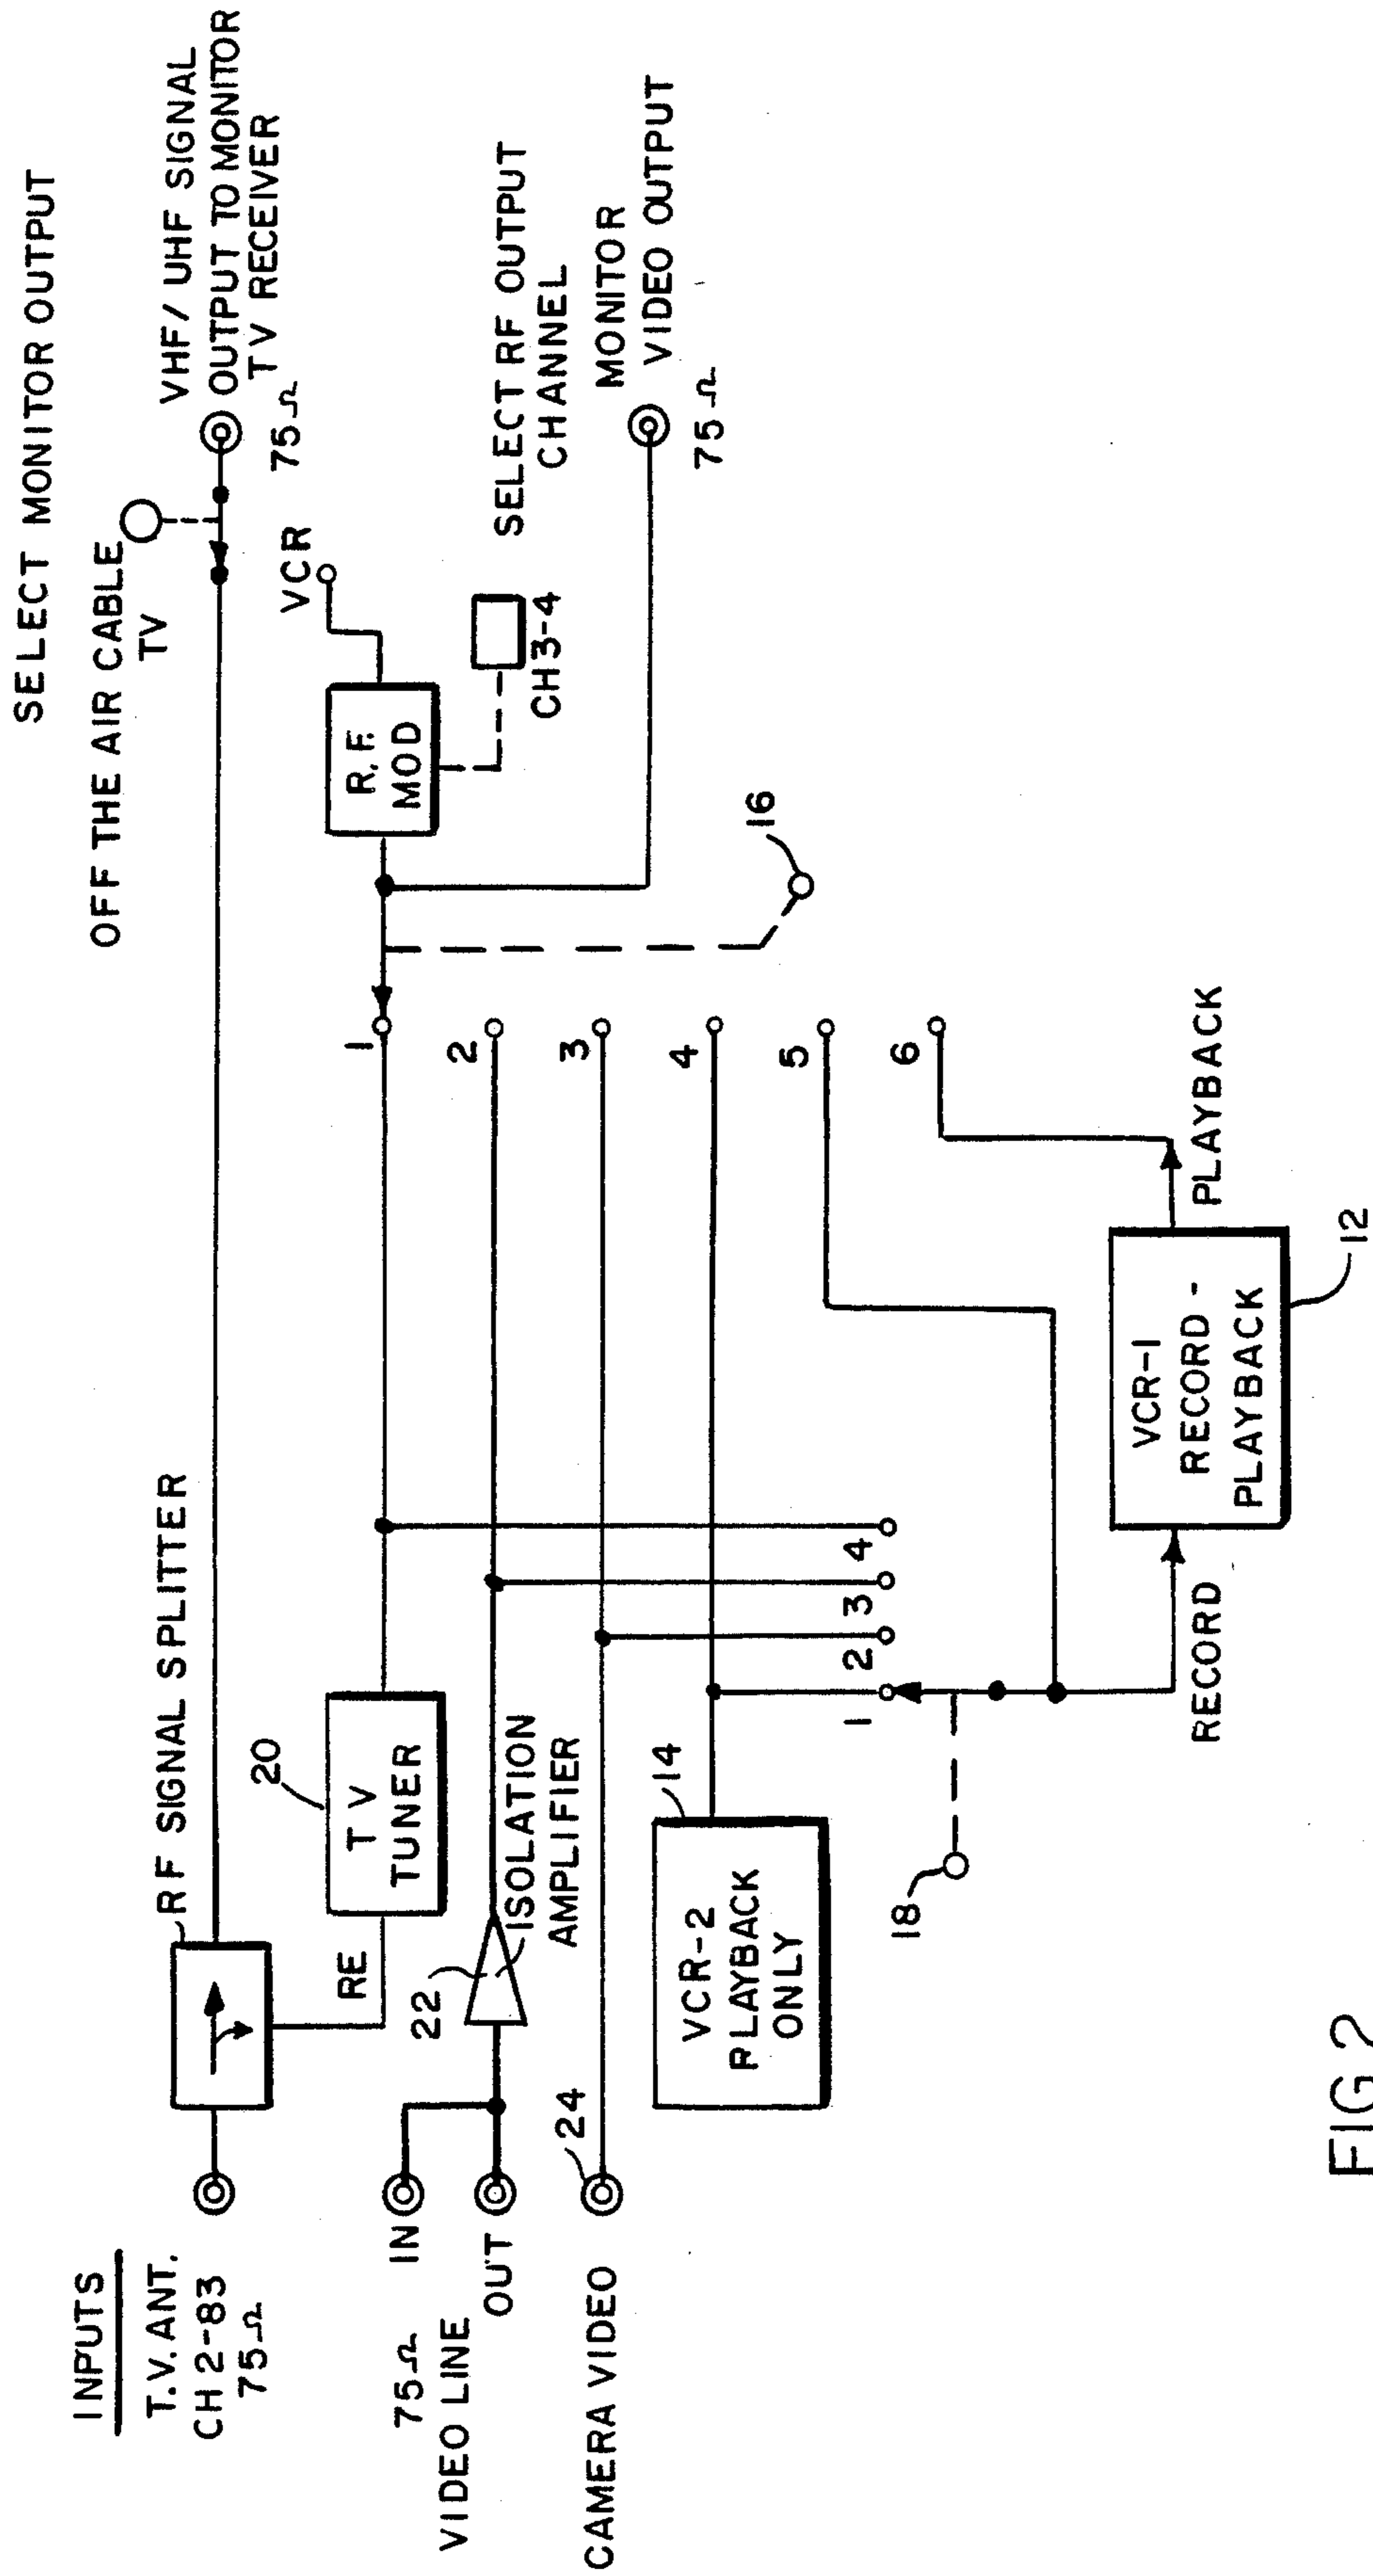 SELECT MONITOR OUTPUT
OFF THE AIR CABLE
TV
VHF/UHF SIGNAL
OUTPUT TO MONITOR
TV RECEIVER
75Ω
INPUTS
T.V. ANT.
CH 2-83
75Ω
RF SIGNAL SPLITTER
RE
20
TV
TUNER
1
R.F.
MOD
VCR
CH3-4
SELECT RF OUTPUT
CHANNEL
75Ω
VIDEO LINE
IN
OUT
22
ISOLATION
AMPLIFIER
2
MONITOR
VIDEO OUTPUT
75Ω
CAMERA VIDEO
24
3
VCR-2
PLAYBACK
ONLY
14
4
16
1
2
3
4
5
18
6
RECORD
VCR-1
RECORD -
PLAYBACK
12
PLAYBACK
FIG 2